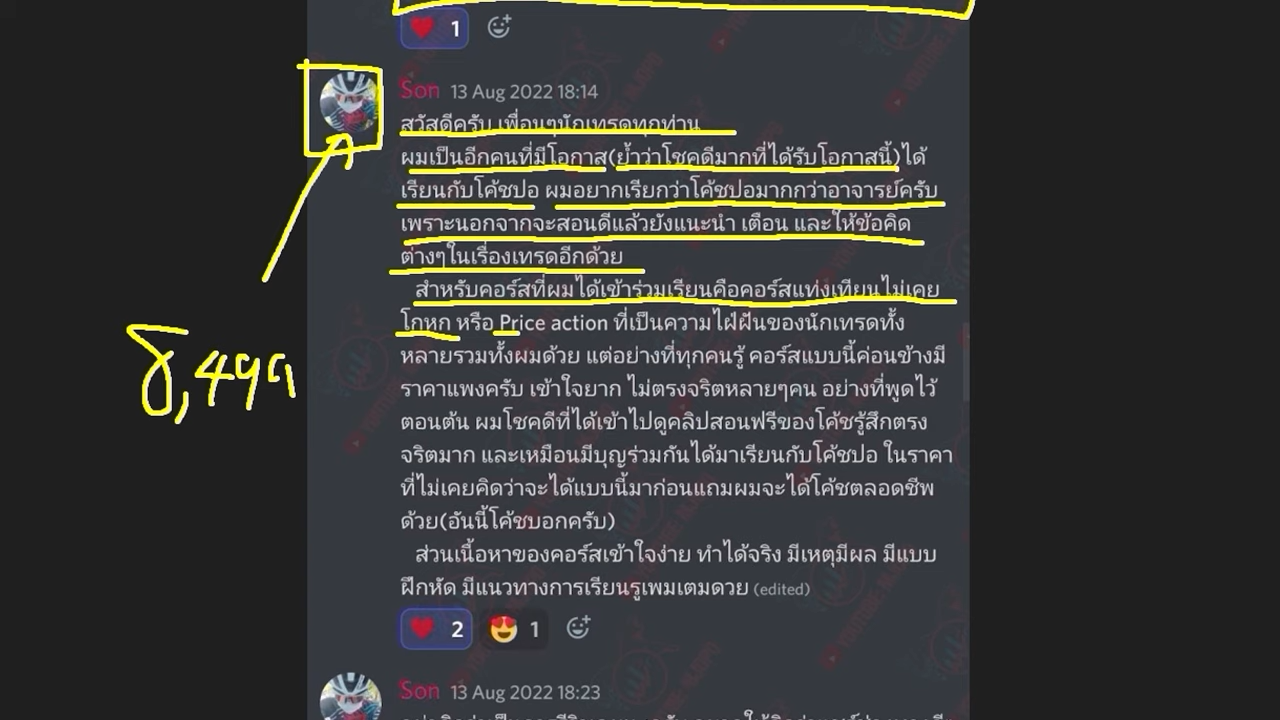 1
Son 13 Aug 2022 18:14
สวัสดีครับ เพื่อนๆนักเทรดทุกท่าน
ผมเป็นอีกคนที่มีโอกาส(ย้ำว่าโชคดีมากที่ได้รับโอกาสนี้)ได้
เรียนกับโค้ชปอ ผมอยากเรียกว่าโค้ชปอมากกว่าอาจารย์ครับ
เพราะนอกจากจะสอนดีแล้วยังแนะนำ เตือน และให้ข้อคิด
ต่างๆในเรื่องเทรดอีกด้วย
สำหรับคอร์สที่ผมได้เข้าร่วมเรียนคือคอร์สแท่งเทียนไม่เคย
โกหก หรือ Price action ที่เป็นความไฝ่ฝันของนักเทรดทั้ง
หลายรวมทั้งผมด้วย แต่อย่างที่ทุกคนรู้ คอร์สแบบนี้ค่อนข้างมี
ราคาแพงครับ เข้าใจยาก ไม่ตรงจริตหลายๆคน อย่างที่พูดไว้
ตอนต้น ผมโชคดีที่ได้เข้าไปดูคลิปสอนฟรีของโค้ชรู้สึกตรง
จริตมาก และเหมือนมีบุญร่วมกันได้มาเรียนกับโค้ชปอ ในราคา
ที่ไม่เคยคิดว่าจะได้แบบนี้มาก่อนแถมผมจะได้โค้ชตลอดชีพ
ด้วย(อันนี้โค้ชบอกครับ)
ส่วนเนื้อหาของคอร์สเข้าใจง่าย ทำได้จริง มีเหตุมีผล มีแบบ
ฝึกหัด มีแนวทางการเรียนรู้เพิ่มเติมด้วย (edited)
2 1
Son 13 Aug 2022 18:23